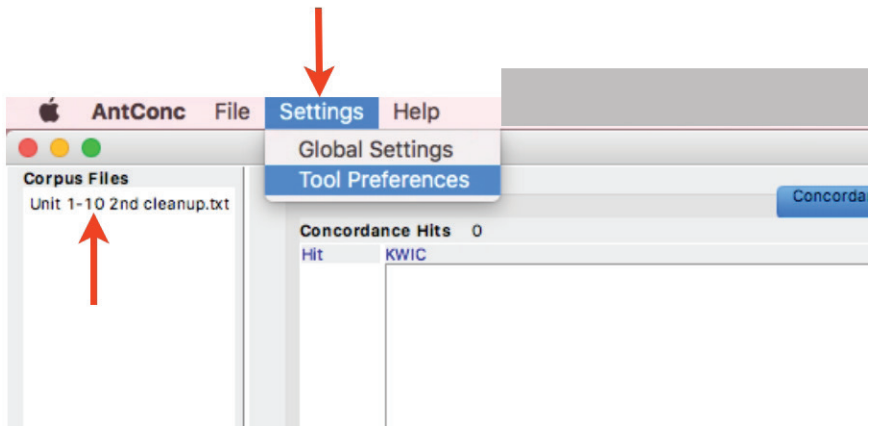 AntConc File Settings Help
Global Settings
Tool Preferences
Corpus Files
Unit 1-10 2nd cleanup.txt
Concordance Hits 0
Hit KWIC